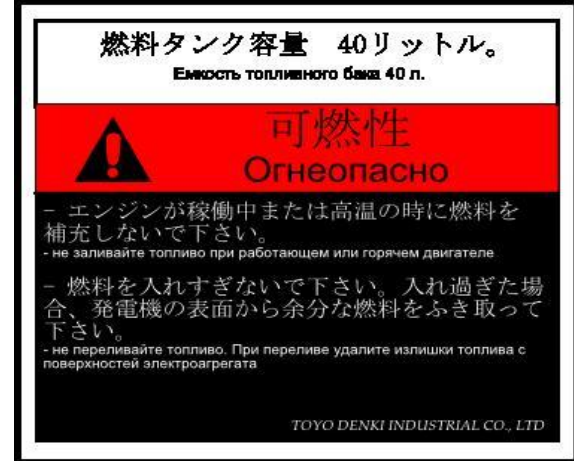 燃料タンク容量　40リットル。
Емкость топливного бака 40 л.
可燃性
Огнеопасно
− エンジンが稼働中または高温の時に燃料を
補充しないで下さい。
- не заливайте топливо при работающем или горячем двигателе
− 燃料を入れすぎないで下さい。入れ過ぎた場
合、発電機の表面から余分な燃料をふき取って
下さい。
- не переливайте топливо. При переливе удалите излишки топлива с
поверхностей электроагрегата
TOYO DENKI INDUSTRIAL CO., LTD